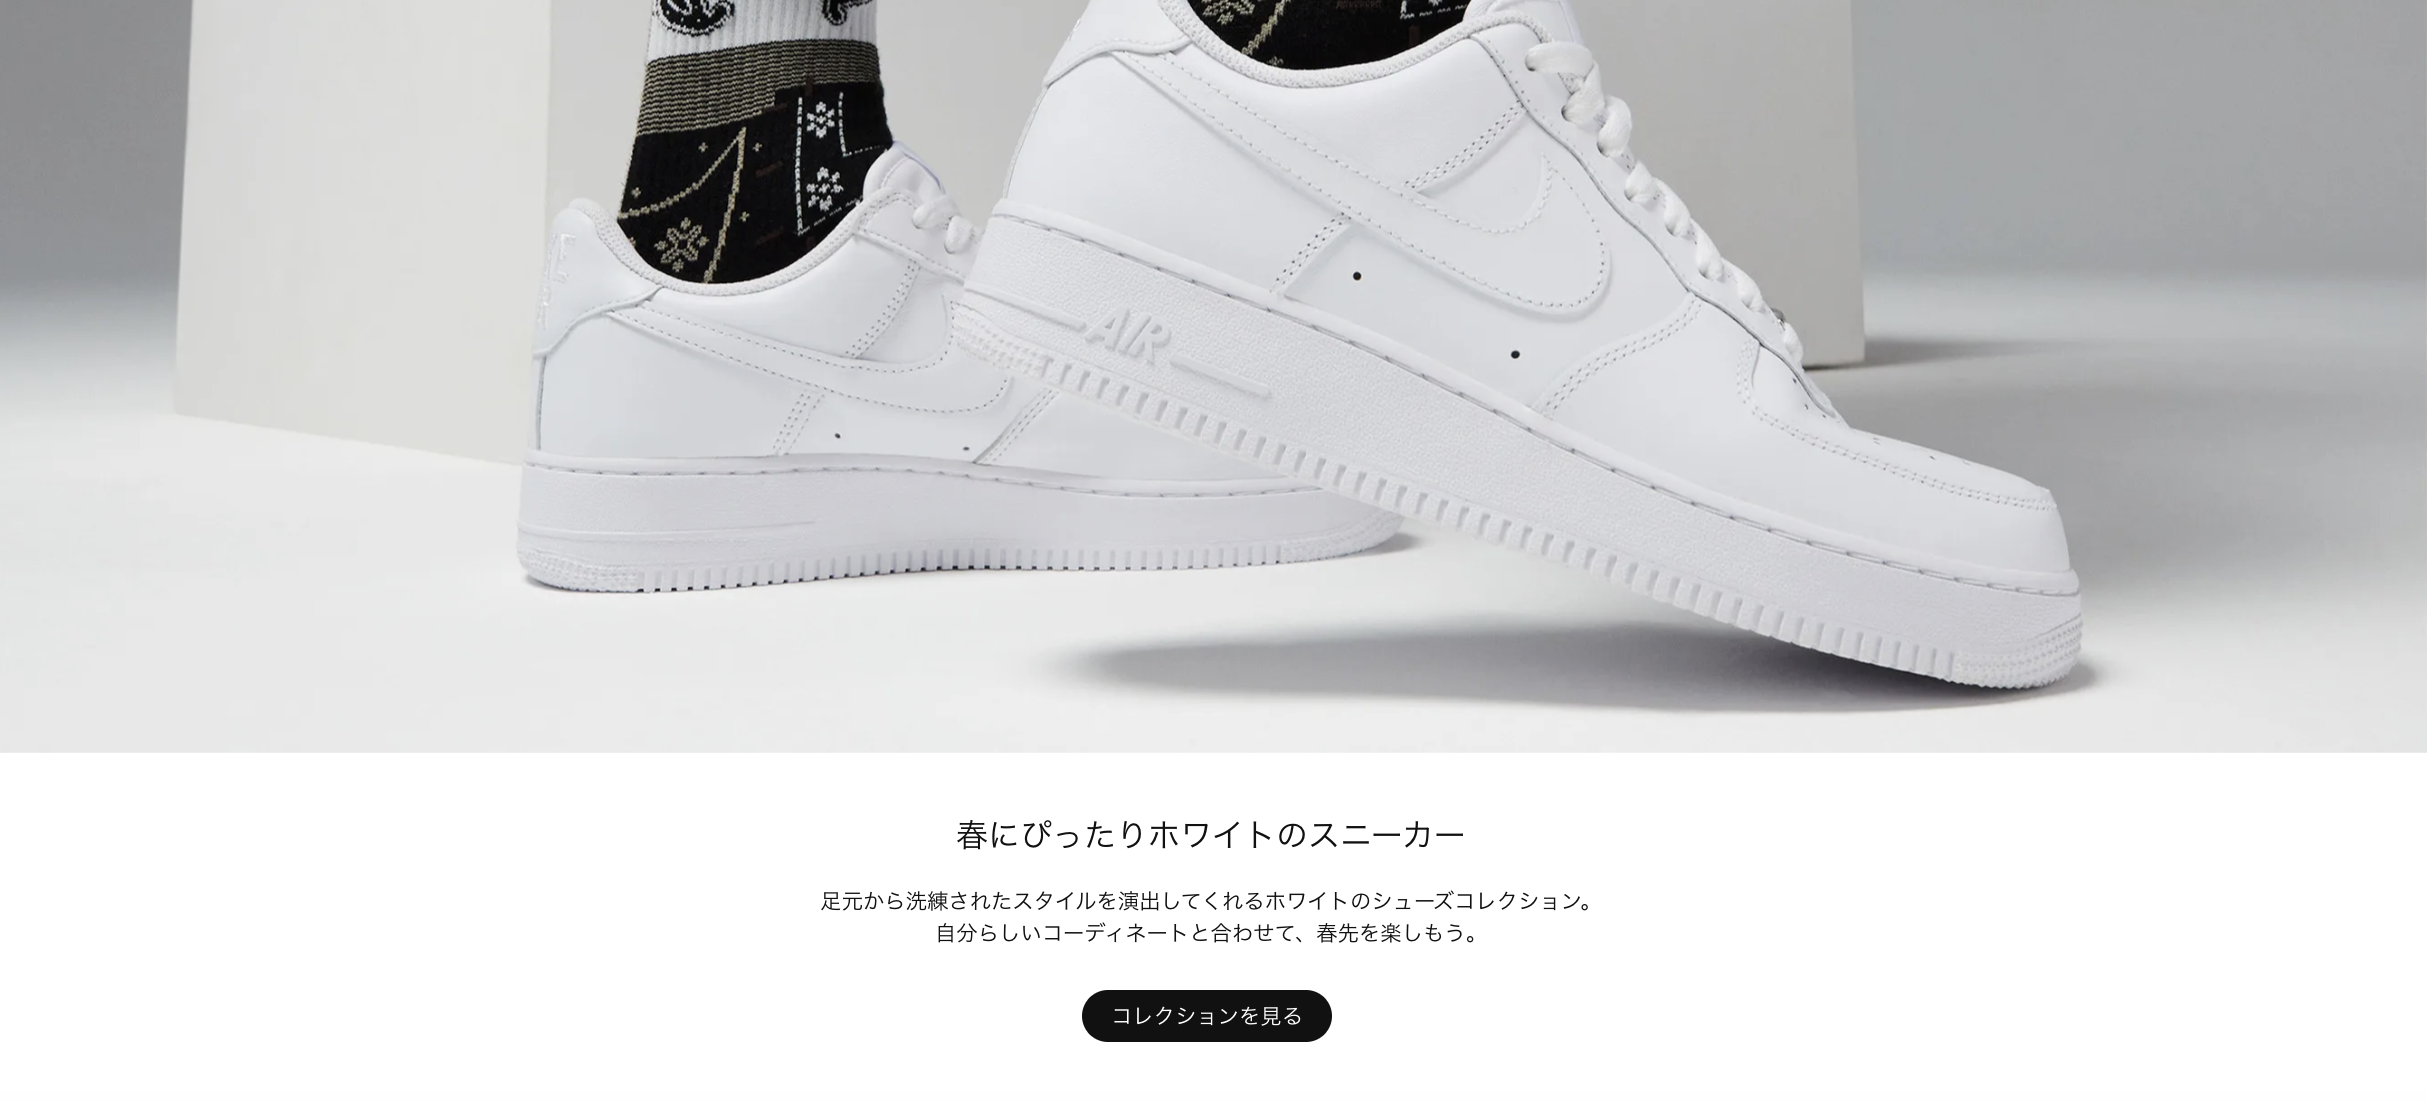 AIR
春にぴったりホワイトのスニーカー
足元から洗練されたスタイルを演出してくれるホワイトのシューズコレクション。
自分らしいコーディネートと合わせて、春先を楽しもう。
コレクションを見る